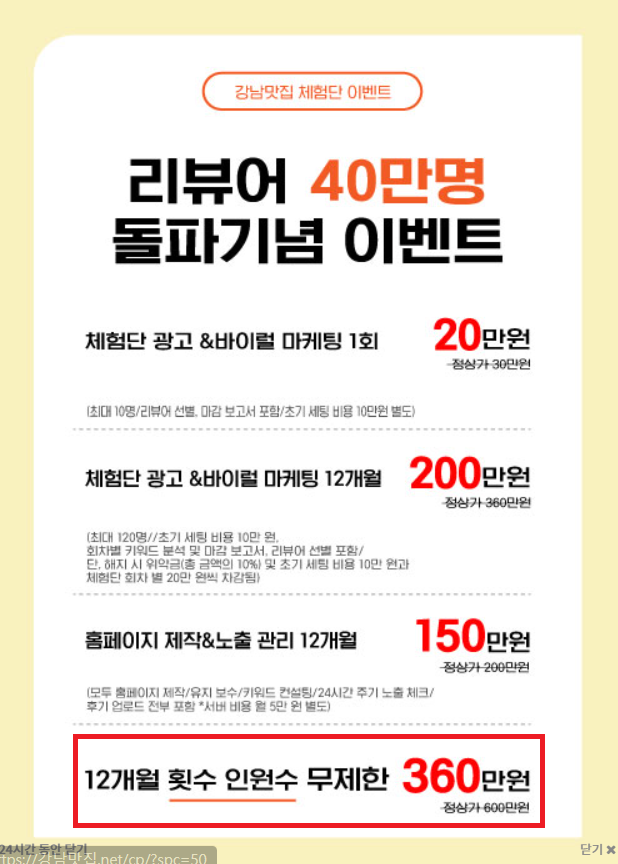 강남맛집 체험단 이벤트
리뷰어 40만명
돌파기념 이벤트
체험단 광고 &바이럴 마케팅 1회 20만원
정상가 30만원
(최대 10명/리뷰어 선별, 마감 보고서 포함/초기 세팅 비용 10만원 별도)
체험단 광고 &바이럴 마케팅 12개월 200만원
정상가 360만원
(최대 120명//초기 세팅 비용 10만 원,
회차별 키워드 분석 및 마감 보고서, 리뷰어 선별 포함/
단, 해지 시 위약금(총 금액의 10%) 및 초기 세팅 비용 10만 원과
체험단 회차 별 20만 원씩 차감됨)
홈페이지 제작&노출 관리 12개월 150만원
정상가 200만원
(모두 홈페이지 제작/유지 보수/키워드 컨설팅/24시간 주기 노출 체크/
후기 업로드 전부 포함 *서버 비용 월 5만 원 별도)
12개월 횟수 인원수 무제한 360만원
정상가 600만원
24시간 동안 닫기 닫기 ✖
ttps://강남맛집.net/cp/?spc=50